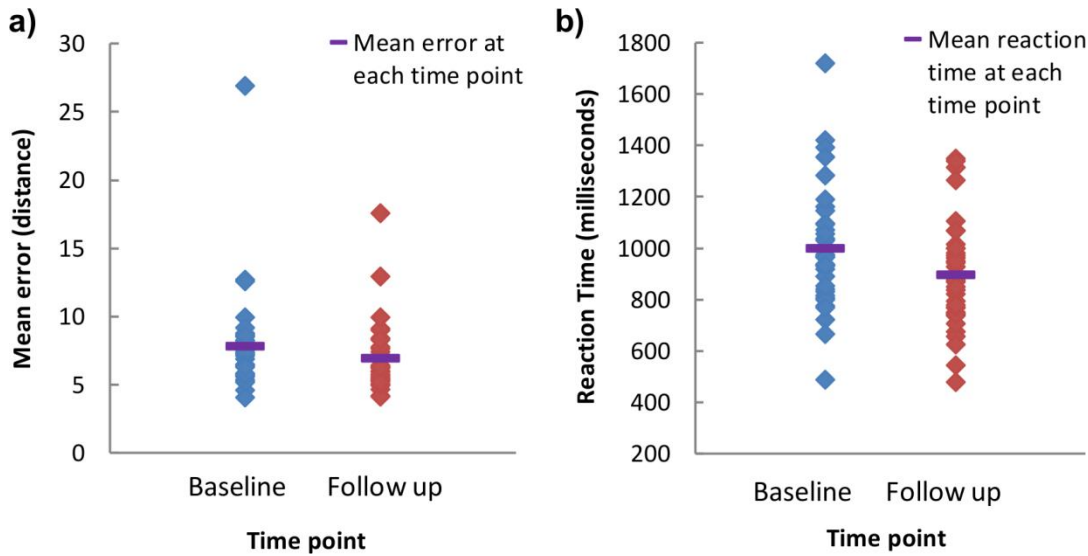 a)
Mean error (distance)
30
25
20
15
10
5
0
Mean error at
each time point
Baseline
Follow up
Time point
b)
Reaction Time (milliseconds)
1800
1600
1400
1200
1000
800
600
400
200
Mean reaction
time at each
time point
Baseline
Follow up
Time point